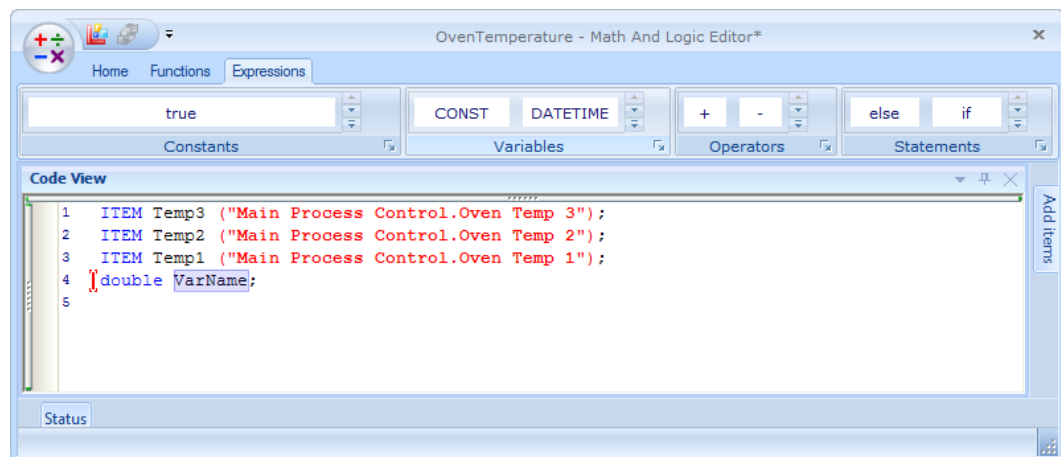 OvenTemperature - Math And Logic Editor*
Home Functions Expressions
true CONST DATETIME + - else if
Constants Variables Operators Statements
Code View
Add items
1 ITEM Temp3 ("Main Process Control.Oven Temp 3");
2 ITEM Temp2 ("Main Process Control.Oven Temp 2");
3 ITEM Temp1 ("Main Process Control.Oven Temp 1");
4 double VarName;
5
Status